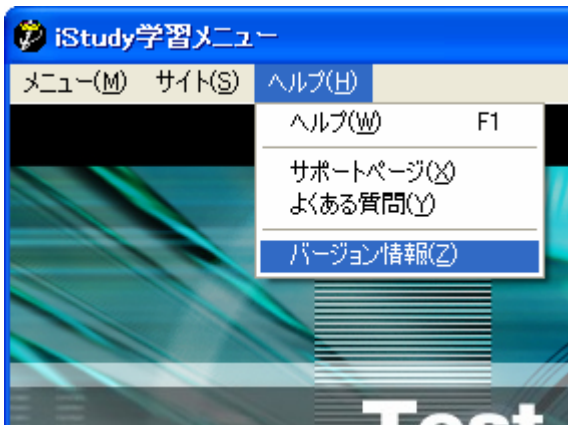 iStudy学習メニュー
メニュー(M) サイト(S) ヘルプ(H)
ヘルプ(W) F1
サポートページ(X)
よくある質問(Y)
バージョン情報(Z)
Test